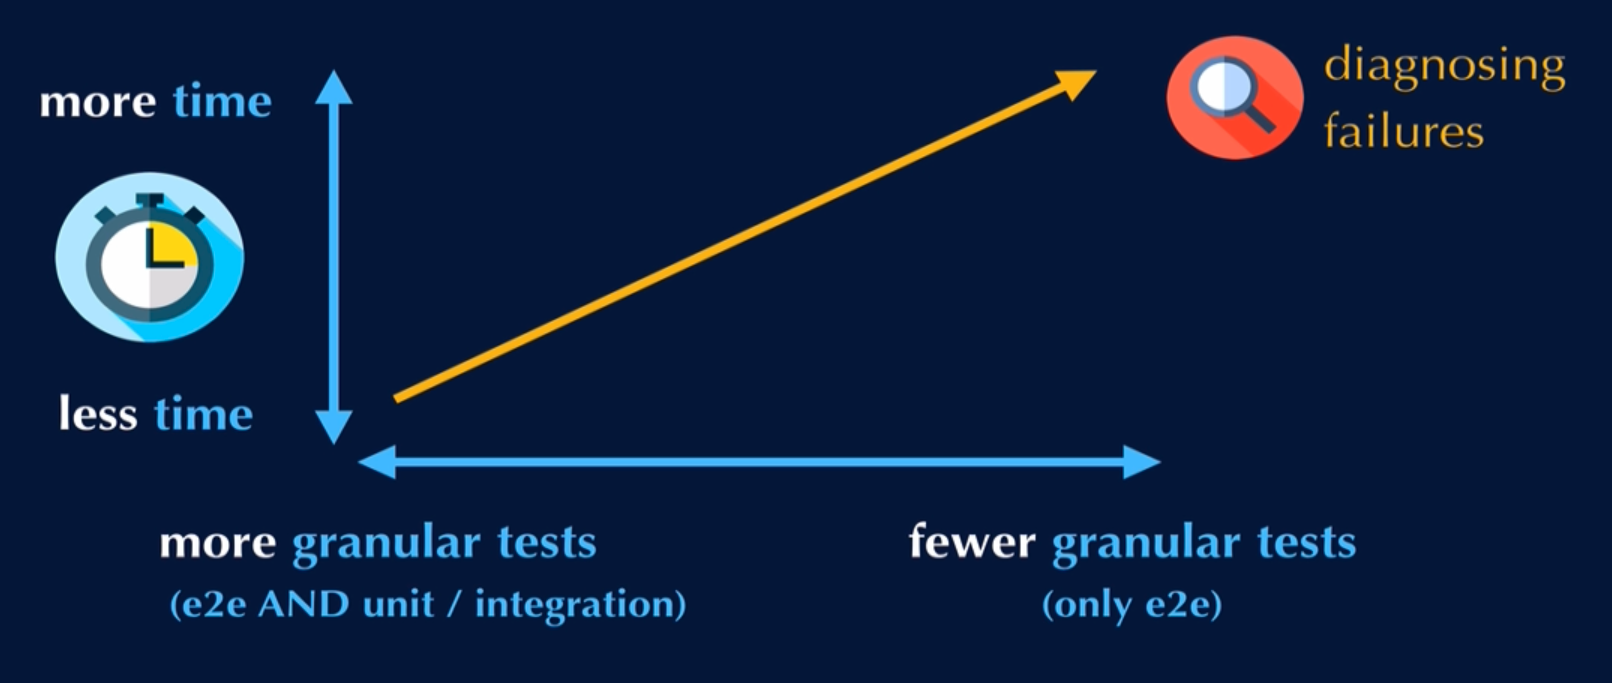 more time
diagnosing
failures
less time
more granular tests
(e2e AND unit / integration)
fewer granular tests
(only e2e)